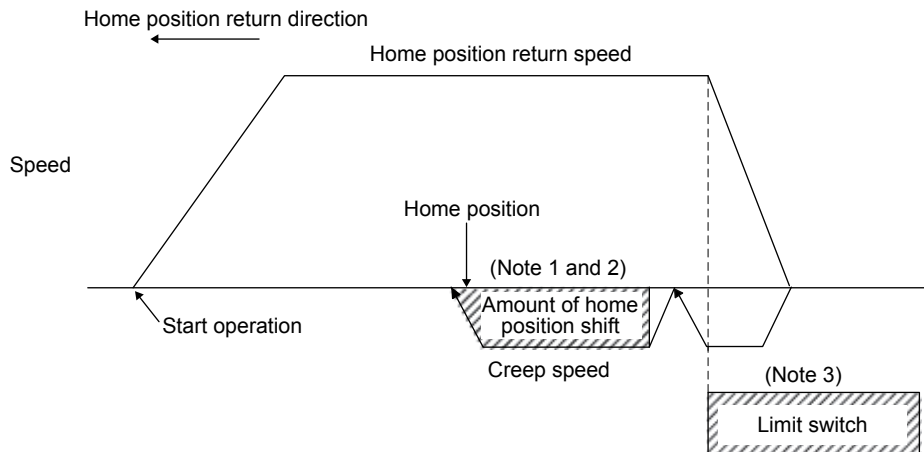 Home position return direction
Home position return speed
Speed
Home position
(Note 1 and 2)
Amount of home
position shift
Start operation
Creep speed
(Note 3)
Limit switch